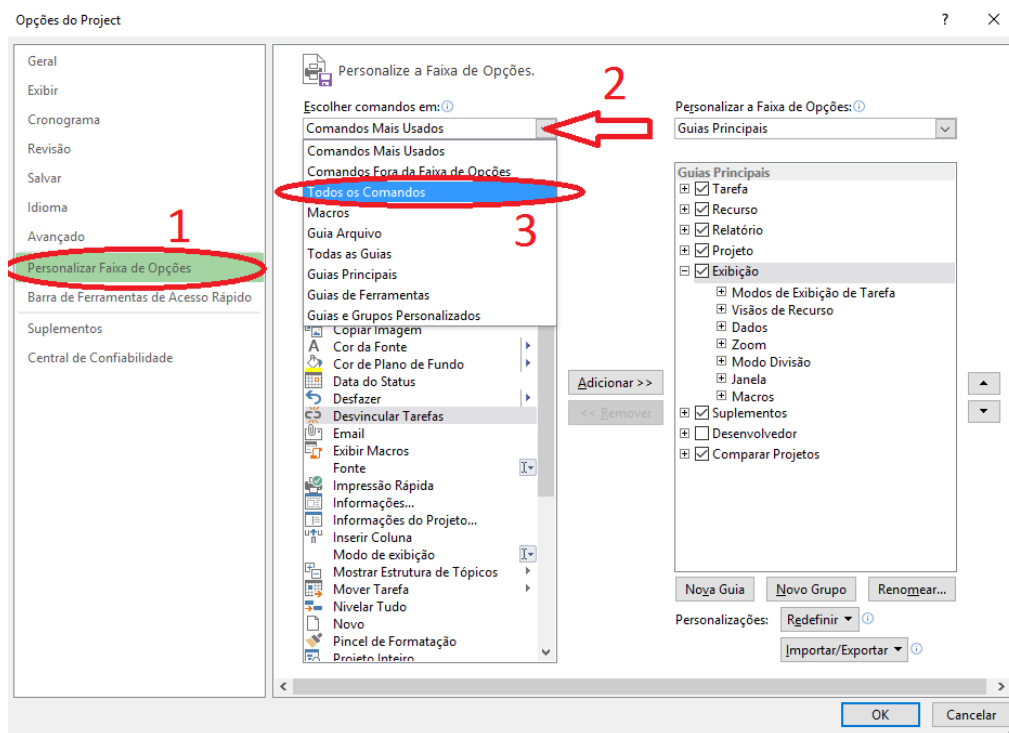 Opções do Project
?
X
Geral
Exibir
Cronograma
Revisão
Salvar
Idioma
Avançado
1
Personalizar Faixa de Opções
Barra de Ferramentas de Acesso Rápido
Suplementos
Central de Confiabilidade
Personalize a Faixa de Opções.
2
Escolher comandos em:
Comandos Mais Usados
Comandos Mais Usados
Comandos Fora da Faixa de Opções
Todos os Comandos
3
Macros
Guia Arquivo
Todas as Guias
Guias Principais
Guias de Ferramentas
Guias e Grupos Personalizados
Copiar Imagem
Cor da Fonte
Cor de Plano de Fundo
Data do Status
Desfazer
Desvincular Tarefas
Email
Exibir Macros
Fonte
Impressão Rápida
Informações...
Informações do Projeto...
Inserir Coluna
Modo de exibição
Mostrar Estrutura de Tópicos
Mover Tarefa
Nivelar Tudo
Novo
Pincel de Formatação
Projeto Inteiro
Adicionar >>
<< Remover
Personalizar a Faixa de Opções:
Guias Principais
Guias Principais
Tarefa
Recurso
Relatório
Projeto
Exibição
Modos de Exibição de Tarefa
Visões de Recurso
Dados
Zoom
Modo Divisão
Janela
Macros
Suplementos
Desenvolvedor
Comparar Projetos
Nova Guia
Novo Grupo
Renomear...
Personalizações:
Redefinir
Importar/Exportar
OK
Cancelar